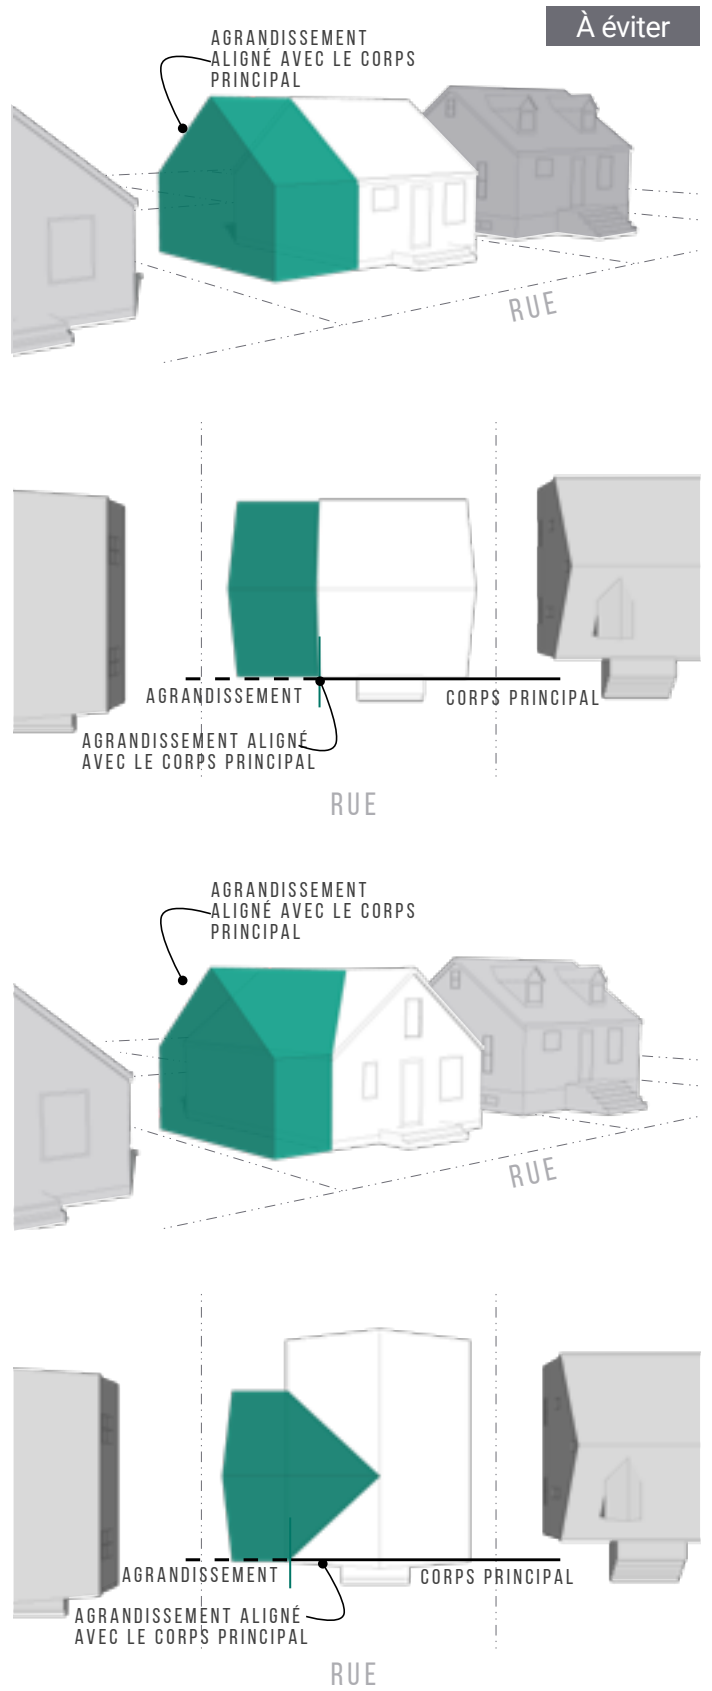 À éviter
AGRANDISSEMENT
ALIGNÉ AVEC LE CORPS
PRINCIPAL
RUE
AGRANDISSEMENT
CORPS PRINCIPAL
AGRANDISSEMENT ALIGNÉ
AVEC LE CORPS PRINCIPAL
RUE
AGRANDISSEMENT
ALIGNÉ AVEC LE CORPS
PRINCIPAL
RUE
AGRANDISSEMENT
CORPS PRINCIPAL
AGRANDISSEMENT ALIGNÉ
AVEC LE CORPS PRINCIPAL
RUE